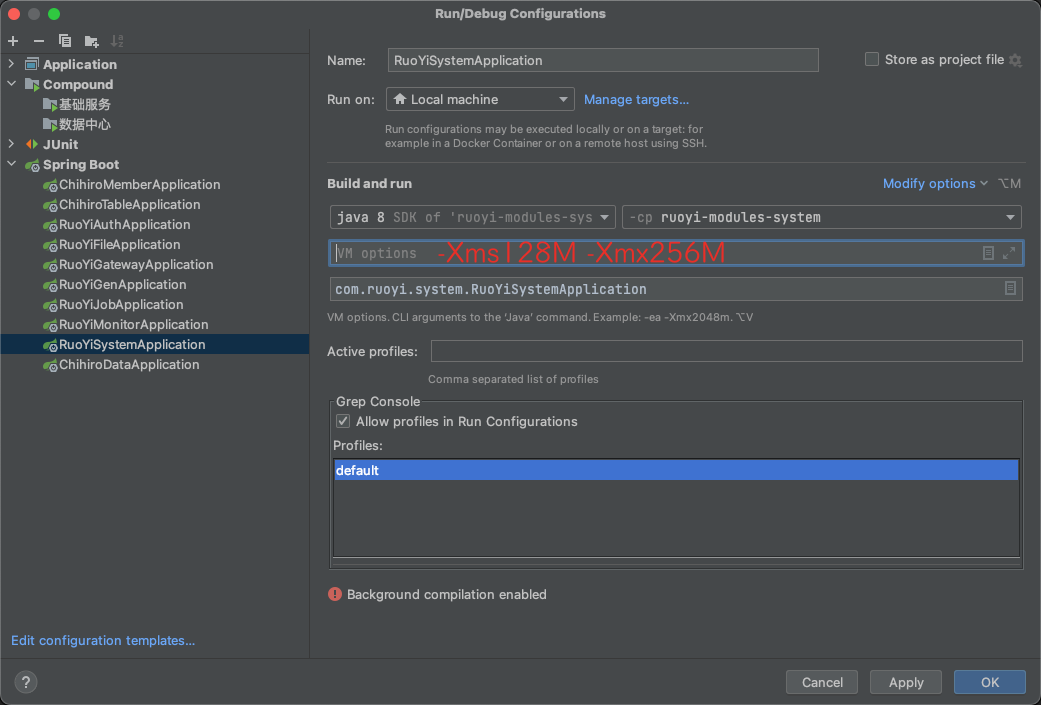 Run/Debug Configurations
Application
Compound
基础服务
数据中心
JUnit
Spring Boot
ChihiroMemberApplication
ChihiroTableApplication
RuoYiAuthApplication
RuoYiFileApplication
RuoYiGatewayApplication
RuoYiGenApplication
RuoYiJobApplication
RuoYiMonitorApplication
RuoYiSystemApplication
ChihiroDataApplication
Edit configuration templates...
Name: RuoYiSystemApplication Store as project file
Run on: Local machine Manage targets...
Run configurations may be executed locally or on a target: for
example in a Docker Container or on a remote host using SSH.
Build and run Modify options ⌥M
java 8 SDK of 'ruoyi-modules-sys -cp ruoyi-modules-system
VM options -Xms128M -Xmx256M
com.ruoyi.system.RuoYiSystemApplication
VM options. CLI arguments to the 'Java' command. Example: -ea -Xmx2048m. ⌥V
Active profiles:
Comma separated list of profiles
Grep Console
Allow profiles in Run Configurations
Profiles:
default
Background compilation enabled
? Cancel Apply OK